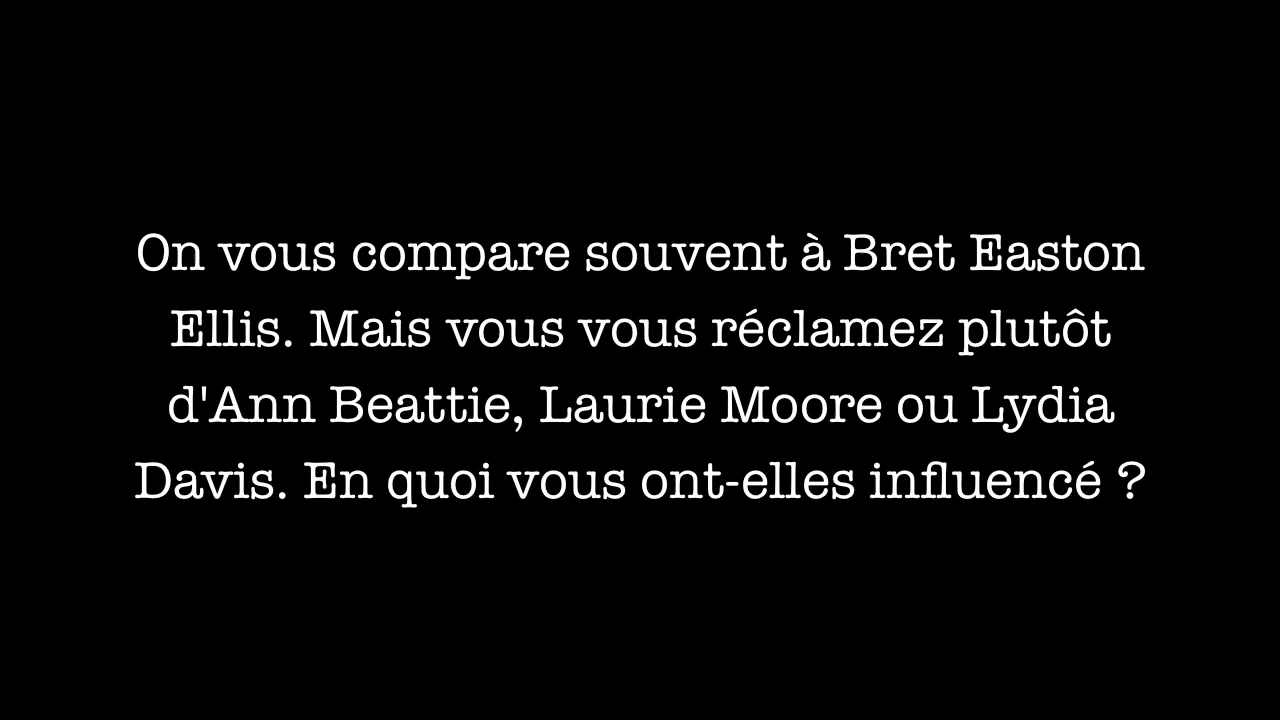 On vous compare souvent à Bret Easton
Ellis. Mais vous vous réclamez plutôt
d'Ann Beattie, Laurie Moore ou Lydia
Davis. En quoi vous ont-elles influencé ?